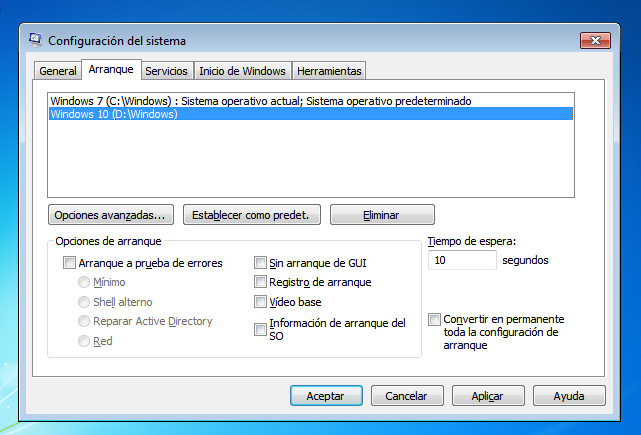 Configuración del sistema
General Arranque Servicios Inicio de Windows Herramientas
Windows 7 (C:\Windows) : Sistema operativo actual; Sistema operativo predeterminado
Windows 10 (D:\Windows)
Opciones avanzadas... Establecer como predet. Eliminar
Opciones de arranque
Arranque a prueba de errores
Mínimo
Shell alterno
Reparar Active Directory
Red
Sin arranque de GUI
Registro de arranque
Vídeo base
Información de arranque del
SO
Tiempo de espera:
10 segundos
Convertir en permanente
toda la configuración de
arranque
Aceptar Cancelar Aplicar Ayuda